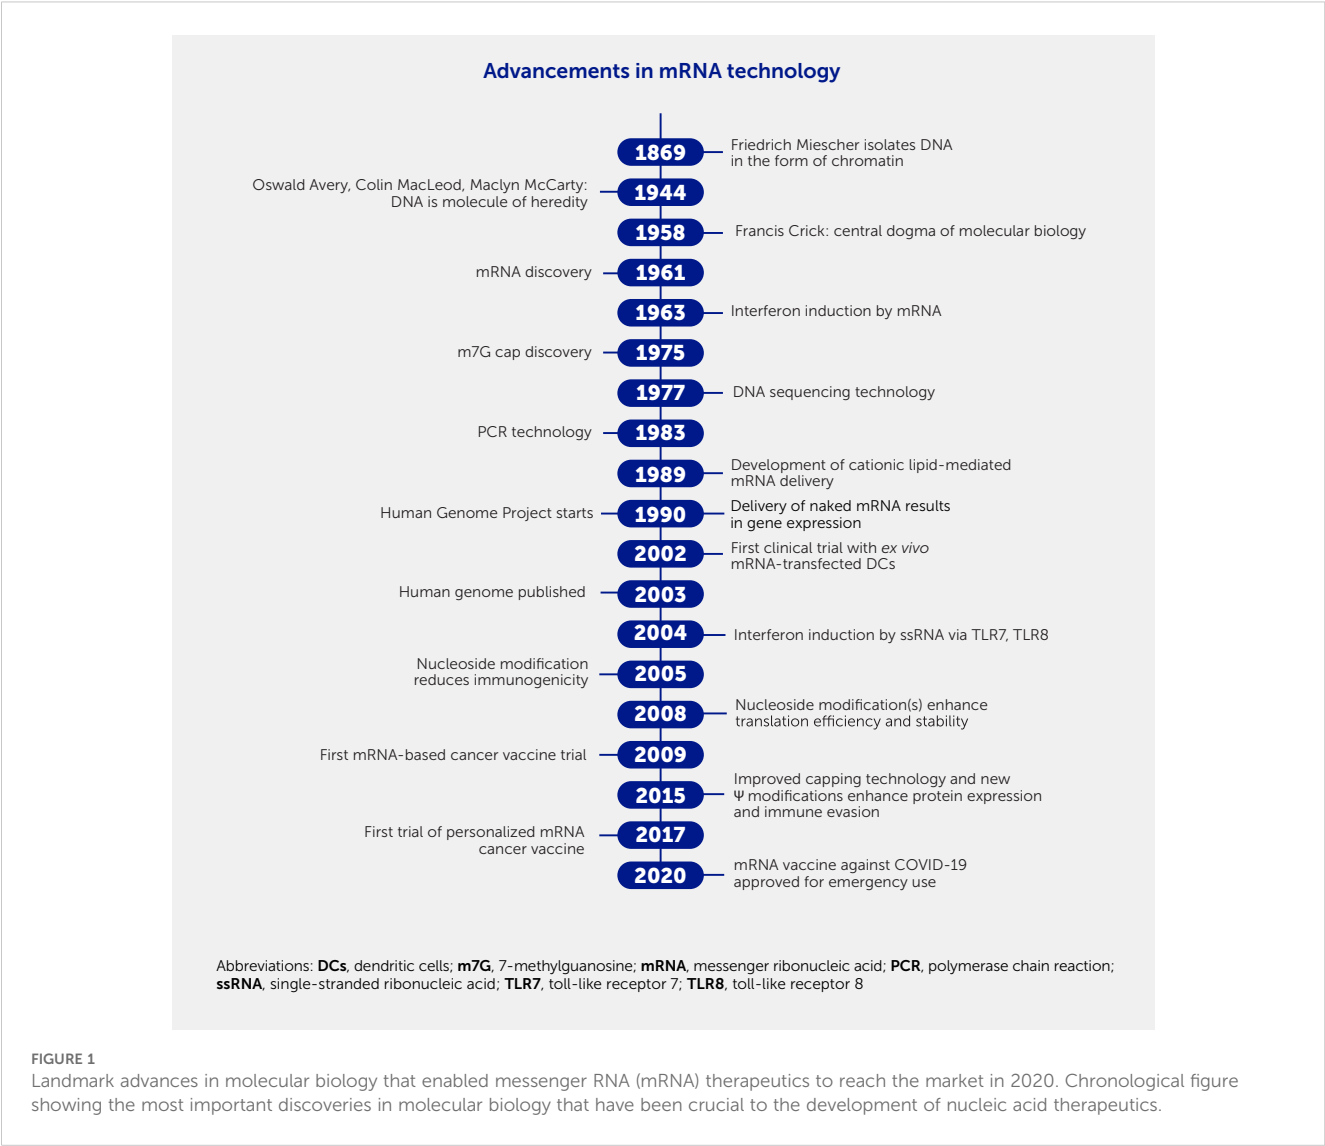 Advancements in mRNA technology
1869
Friedrich Miescher isolates DNA
in the form of chromatin
Oswald Avery, Colin MacLeod, Maclyn McCarty:
DNA is molecule of heredity
1944
1958
Francis Crick: central dogma of molecular biology
mRNA discovery
1961
1963
Interferon induction by mRNA
m7G cap discovery
1975
1977
DNA sequencing technology
PCR technology
1983
1989
Development of cationic lipid-mediated
mRNA delivery
Human Genome Project starts
1990
Delivery of naked mRNA results
in gene expression
2002
First clinical trial with ex vivo
mRNA-transfected DCs
Human genome published
2003
2004
Interferon induction by ssRNA via TLR7, TLR8
Nucleoside modification
reduces immunogenicity
2005
2008
Nucleoside modification(s) enhance
translation efficiency and stability
First mRNA-based cancer vaccine trial
2009
2015
Improved capping technology and new
Ψ modifications enhance protein expression
and immune evasion
First trial of personalized mRNA
cancer vaccine
2017
2020
mRNA vaccine against COVID-19
approved for emergency use
Abbreviations: DCs, dendritic cells; m7G, 7-methylguanosine; mRNA, messenger ribonucleic acid; PCR, polymerase chain reaction;
ssRNA, single-stranded ribonucleic acid; TLR7, toll-like receptor 7; TLR8, toll-like receptor 8
FIGURE 1
Landmark advances in molecular biology that enabled messenger RNA (mRNA) therapeutics to reach the market in 2020. Chronological figure
showing the most important discoveries in molecular biology that have been crucial to the development of nucleic acid therapeutics.